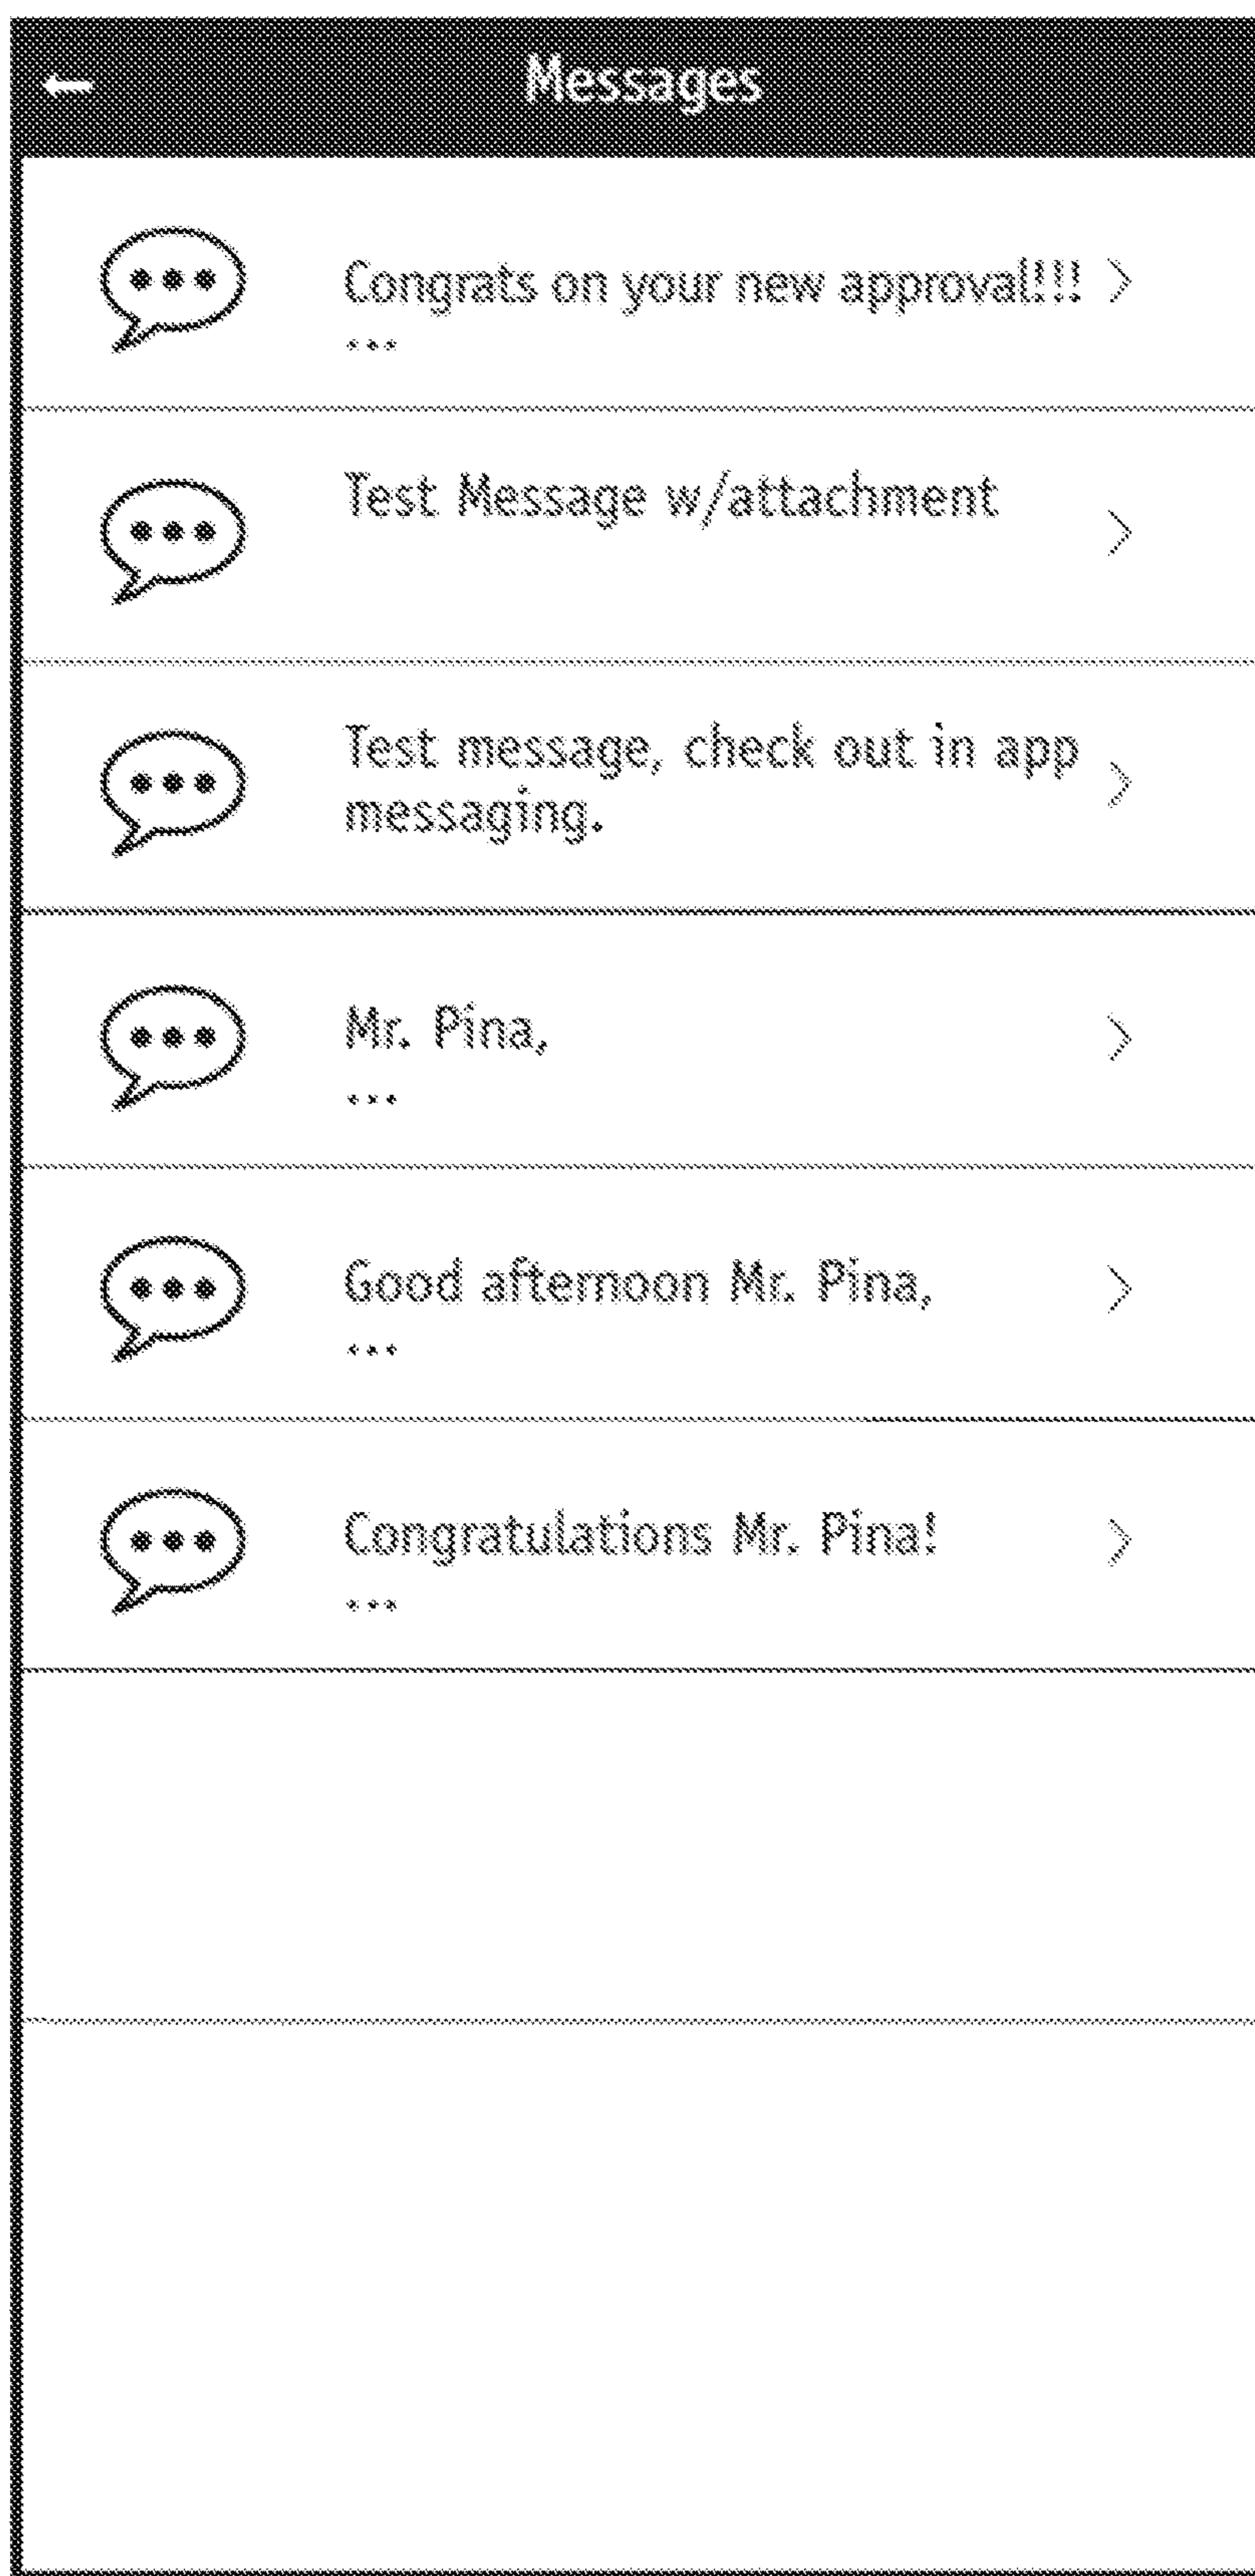 Messages
Congrats on your new approval!!!
...
Test Message w/attachment
Test message, check out in app
messaging.
Mr. Pina,
...
Good afternoon Mr. Pina,
...
Congratulations Mr. Pina!
...